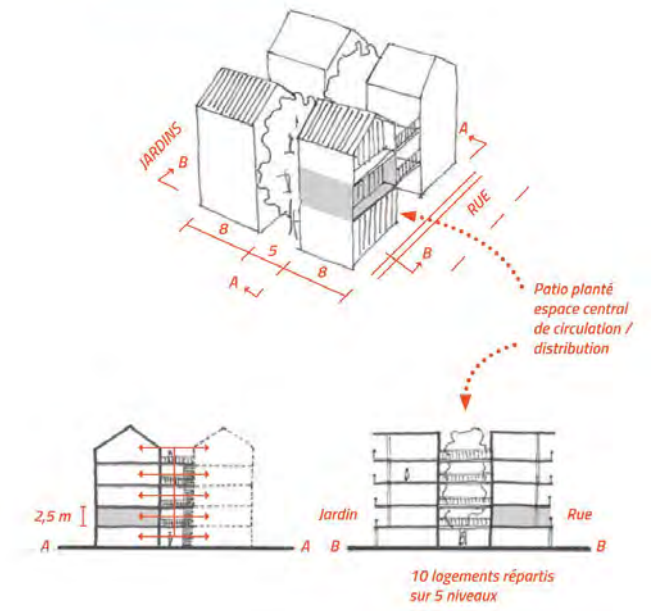 JARDINS
B
A
RUE
8
5
8
A
B
Patio planté
espace central
de circulation /
distribution
2,5 m
A
A
Jardin
Rue
B
B
10 logements répartis
sur 5 niveaux